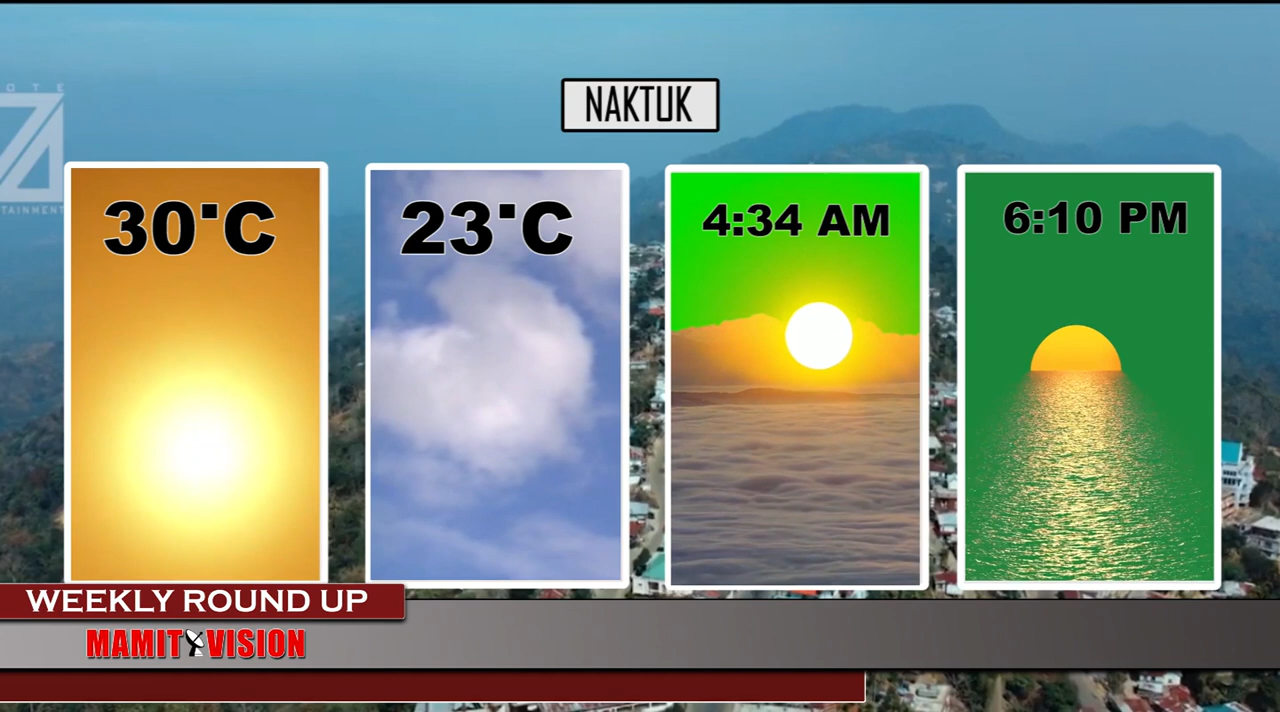 NAKTUK
30°C
23°C
4:34 AM
6:10 PM
WEEKLY ROUND UP
MAMIT VISION